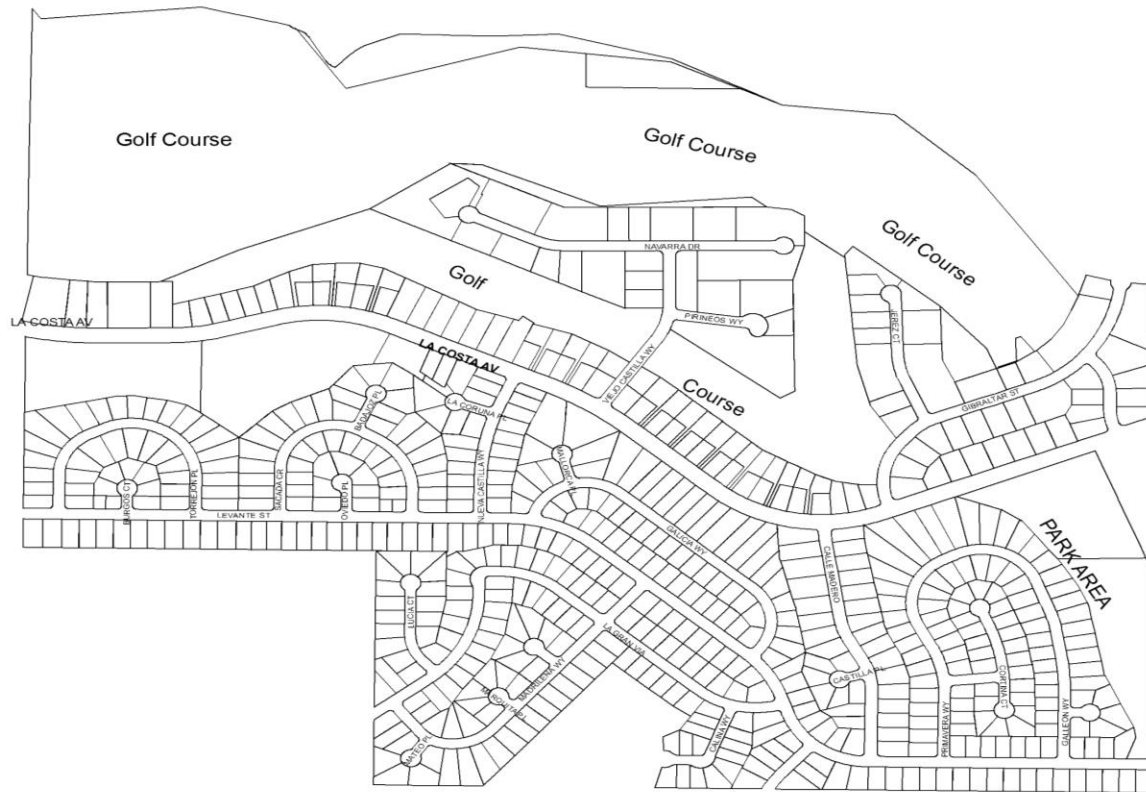 Golf Course
Golf Course
Golf Course
NAVARRA DR
Golf
JEREZ CT
PIRINEOS WY
LA COSTA AV
LA COSTA AV
VIEJO CASTILLA WY
Course
GIBRALTAR ST
BADAJOZ PL
LA CORUNA PL
MALLORCA PL
BURGOS CT
TORREJON PL
SACADA CR
OVIEDO PL
NUEVA CASTILLA WY
LEVANTE ST
GALICIA WY
PARK AREA
CALLE MADERO
LUCIA CT
LA GRAN VIA
MADRILENA WY
CASTILLA PL
CORTINA CT
PRIMAVERA WY
GALLEON WY
CALINA WY
MATEO PL